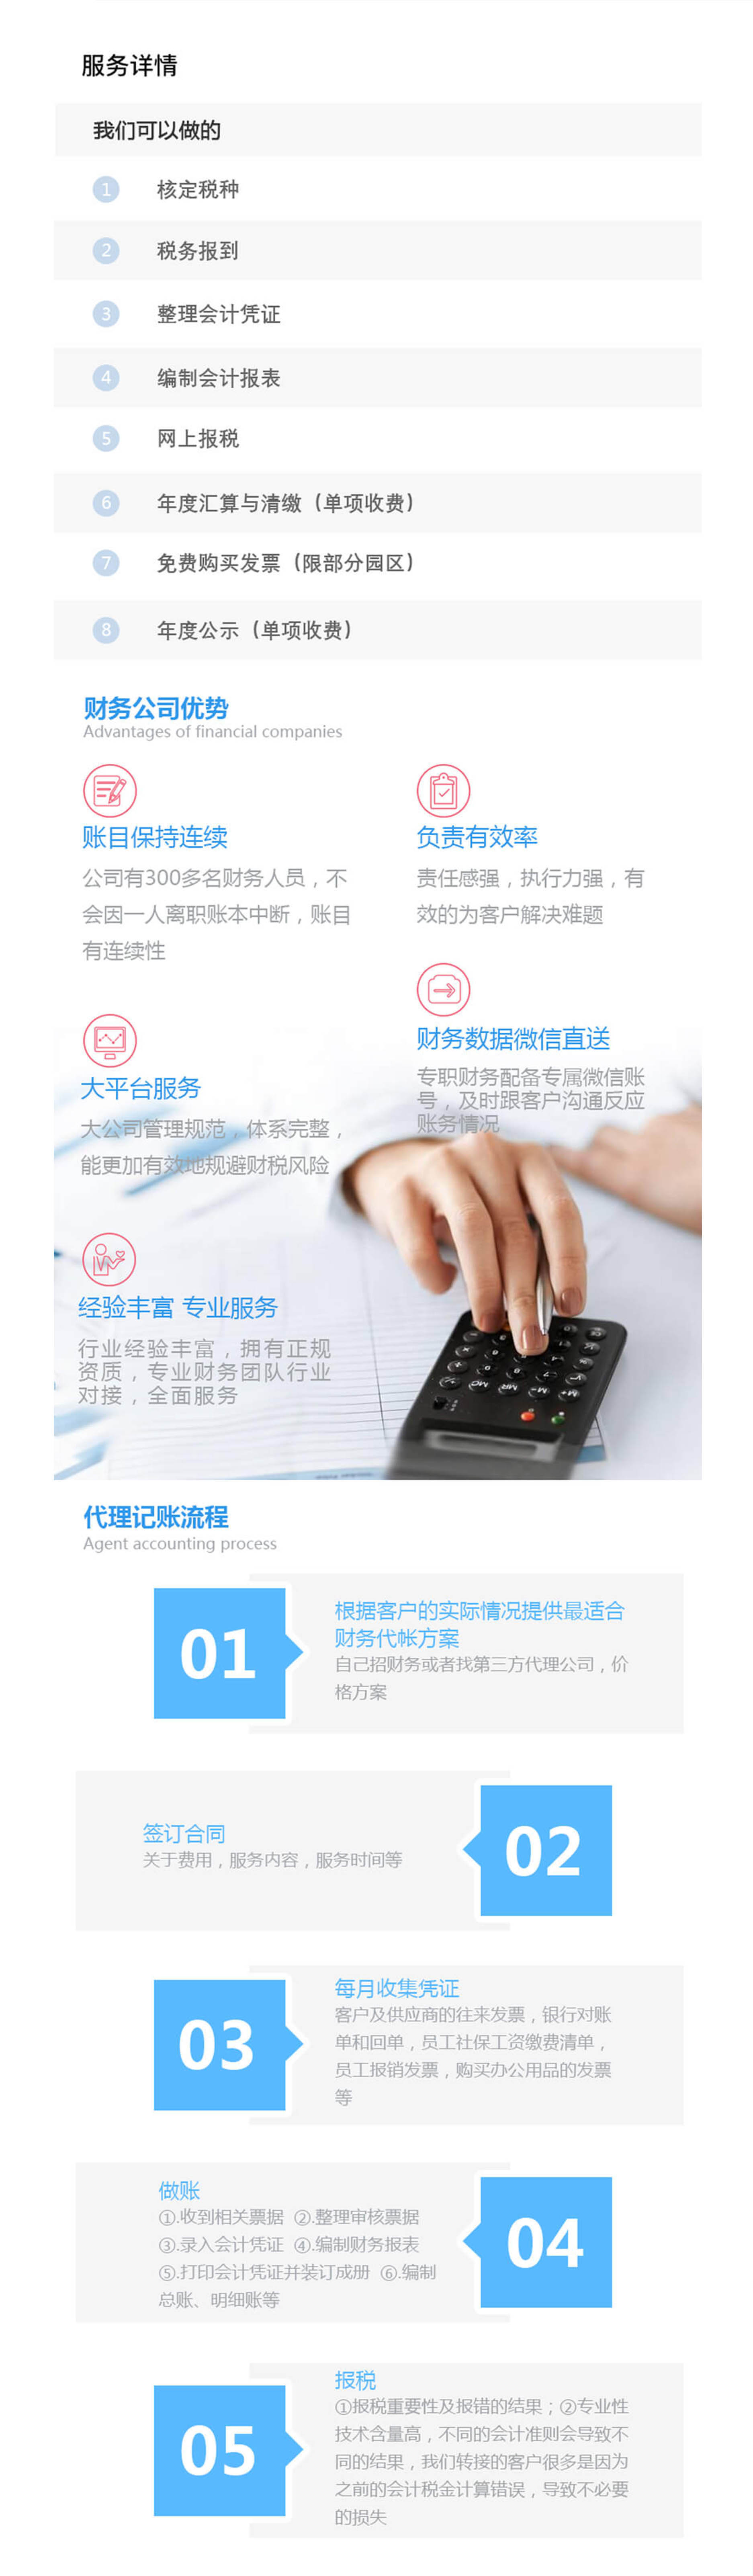 服务详情
我们可以做的
1 核定税种
2 税务报到
3 整理会计凭证
4 编制会计报表
5 网上报税
6 年度汇算与清缴（单项收费）
7 免费购买发票（限部分园区）
8 年度公示（单项收费）
财务公司优势
Advantages of financial companies
账目保持连续
公司有300多名财务人员，不
会因一人离职账本中断，账目
有连续性
负责有效率
责任感强，执行力强，有
效的为客户解决难题
大平台服务
大公司管理规范，体系完整，
能更加有效地规避财税风险
财务数据微信直送
专职财务配备专属微信账
号，及时跟客户沟通反应
账务情况
经验丰富 专业服务
行业经验丰富，拥有正规
资质，专业财务团队行业
对接，全面服务
代理记账流程
Agent accounting process
01
根据客户的实际情况提供最适合
财务代帐方案
自己招财务或者找第三方代理公司，价
格方案
签订合同
关于费用，服务内容，服务时间等
02
03
每月收集凭证
客户及供应商的往来发票，银行对账
单和回单，员工社保工资缴费清单，
员工报销发票，购买办公用品的发票
等
做账
①.收到相关票据 ②.整理审核票据
③.录入会计凭证 ④.编制财务报表
⑤.打印会计凭证并装订成册 ⑥.编制
总账、明细账等
04
05
报税
①报税重要性及报错的结果；②专业性
技术含量高，不同的会计准则会导致不
同的结果，我们转接的客户很多是因为
之前的会计税金计算错误，导致不必要
的损失